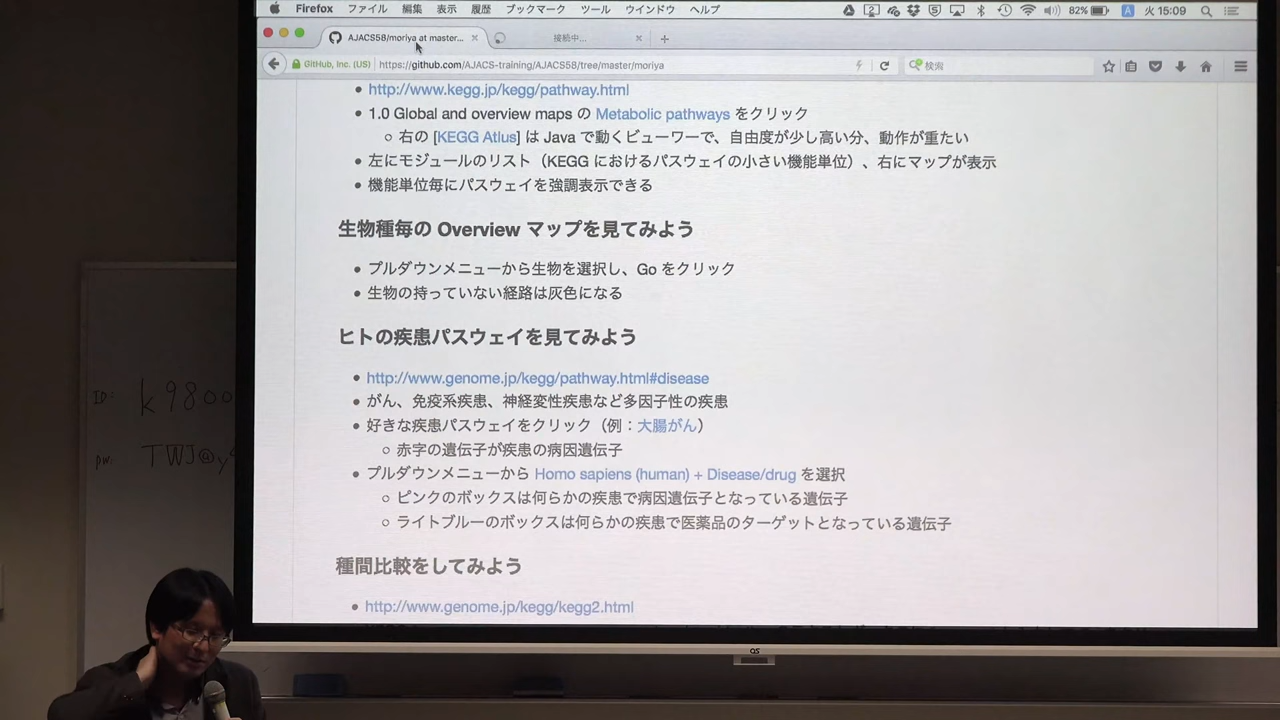 Firefox ファイル 編集 表示 履歴 ブックマーク ツール ウインドウ ヘルプ 82% 火 15:09
AJACS58/moriya at master... 接続中...
GitHub, Inc. (US) https://github.com/AJACS-training/AJACS58/tree/master/moriya 検索
http://www.kegg.jp/kegg/pathway.html
1.0 Global and overview maps の Metabolic pathways をクリック
右の [KEGG Atlus] は Java で動くビューワーで、自由度が少し高い分、動作が重たい
左にモジュールのリスト（KEGG におけるパスウェイの小さい機能単位）、右にマップが表示
機能単位毎にパスウェイを強調表示できる
生物種毎の Overview マップを見てみよう
プルダウンメニューから生物を選択し、Go をクリック
生物の持っていない経路は灰色になる
ヒトの疾患パスウェイを見てみよう
http://www.genome.jp/kegg/pathway.html#disease
がん、免疫系疾患、神経変性疾患など多因子性の疾患
好きな疾患パスウェイをクリック（例：大腸がん）
赤字の遺伝子が疾患の病因遺伝子
プルダウンメニューから Homo sapiens (human) + Disease/drug を選択
ピンクのボックスは何らかの疾患で病因遺伝子となっている遺伝子
ライトブルーのボックスは何らかの疾患で医薬品のターゲットとなっている遺伝子
種間比較をしてみよう
http://www.genome.jp/kegg/kegg2.html
ID: k9800
pw: TWJ@y
OS